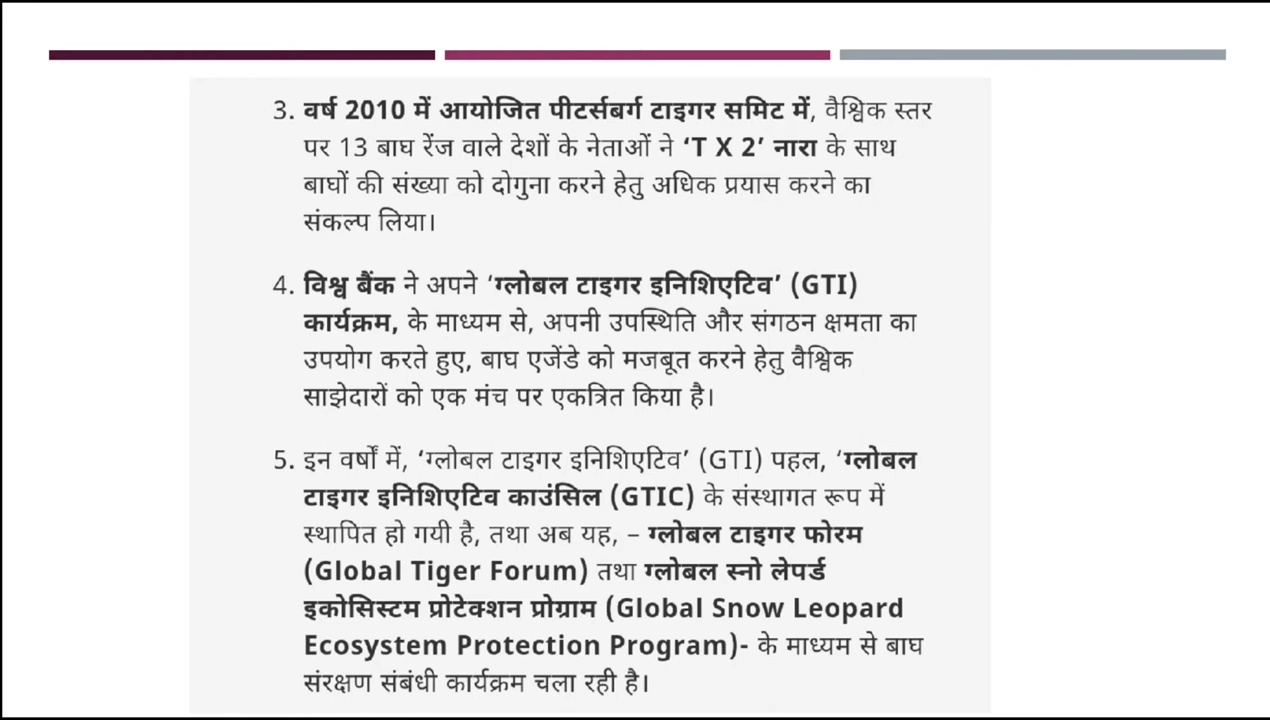 3. वर्ष 2010 में आयोजित पीटर्सबर्ग टाइगर समिट में, वैश्विक स्तर
पर 13 बाघ रेंज वाले देशों के नेताओं ने ‘T X 2’ नारा के साथ
बाघों की संख्या को दोगुना करने हेतु अधिक प्रयास करने का
संकल्प लिया।
4. विश्व बैंक ने अपने ‘ग्लोबल टाइगर इनिशिएटिव’ (GTI)
कार्यक्रम, के माध्यम से, अपनी उपस्थिति और संगठन क्षमता का
उपयोग करते हुए, बाघ एजेंडे को मजबूत करने हेतु वैश्विक
साझेदारों को एक मंच पर एकत्रित किया है।
5. इन वर्षों में, ‘ग्लोबल टाइगर इनिशिएटिव’ (GTI) पहल, ‘ग्लोबल
टाइगर इनिशिएटिव काउंसिल (GTIC) के संस्थागत रूप में
स्थापित हो गयी है, तथा अब यह, – ग्लोबल टाइगर फोरम
(Global Tiger Forum) तथा ग्लोबल स्नो लेपर्ड
इकोसिस्टम प्रोटेक्शन प्रोग्राम (Global Snow Leopard
Ecosystem Protection Program)- के माध्यम से बाघ
संरक्षण संबंधी कार्यक्रम चला रही है।